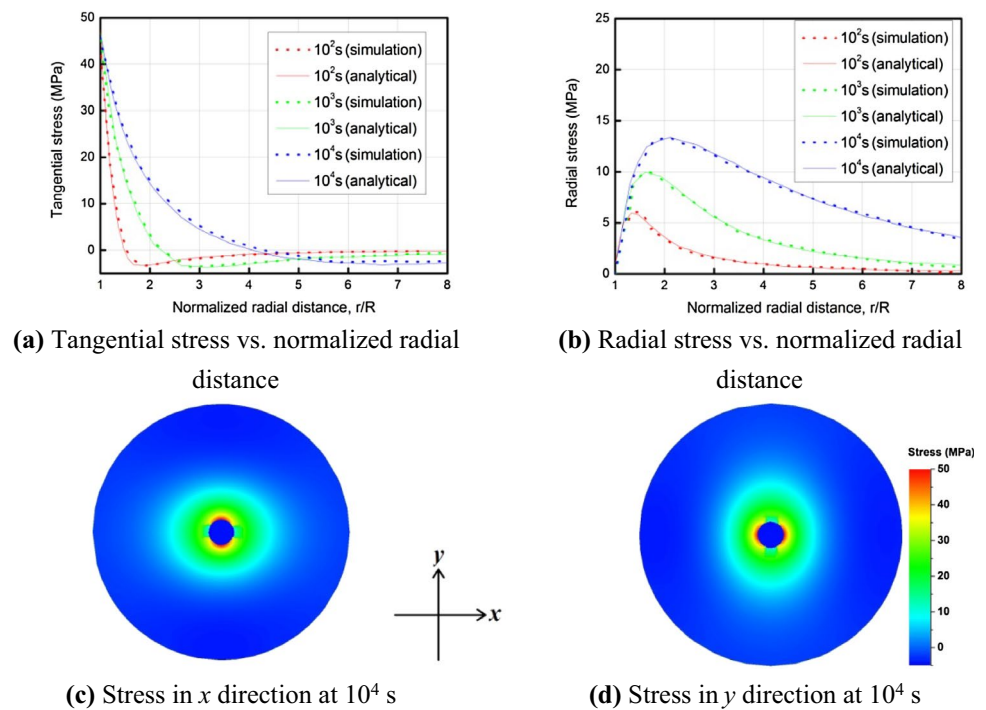 50
40
30
20
10
0
Tangential stress (MPa)
10²s (simulation)
10²s (analytical)
10³s (simulation)
10³s (analytical)
10⁴s (simulation)
10⁴s (analytical)
1 2 3 4 5 6 7 8
Normalized radial distance, r/R
25
20
15
10
5
0
Radial stress (MPa)
10²s (simulation)
10²s (analytical)
10³s (simulation)
10³s (analytical)
10⁴s (simulation)
10⁴s (analytical)
1 2 3 4 5 6 7 8
Normalized radial distance, r/R
(a) Tangential stress vs. normalized radial
distance
(b) Radial stress vs. normalized radial
distance
y
x
Stress (MPa)
50
40
30
20
10
0
(c) Stress in x direction at 10⁴ s
(d) Stress in y direction at 10⁴ s